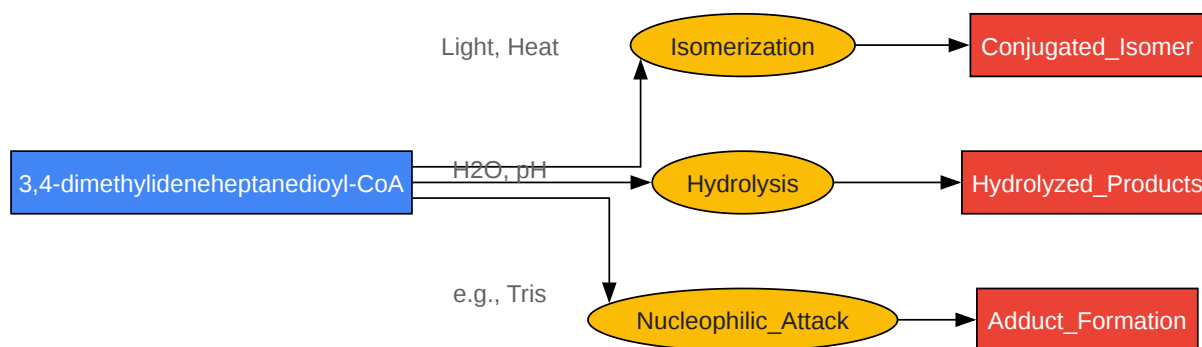 Light, Heat
Isomerization
Conjugated_Isomer
3,4-dimethylideneheptanedioyl-CoA
H2O, pH
Hydrolysis
Hydrolyzed_Products
e.g., Tris
Nucleophilic_Attack
Adduct_Formation